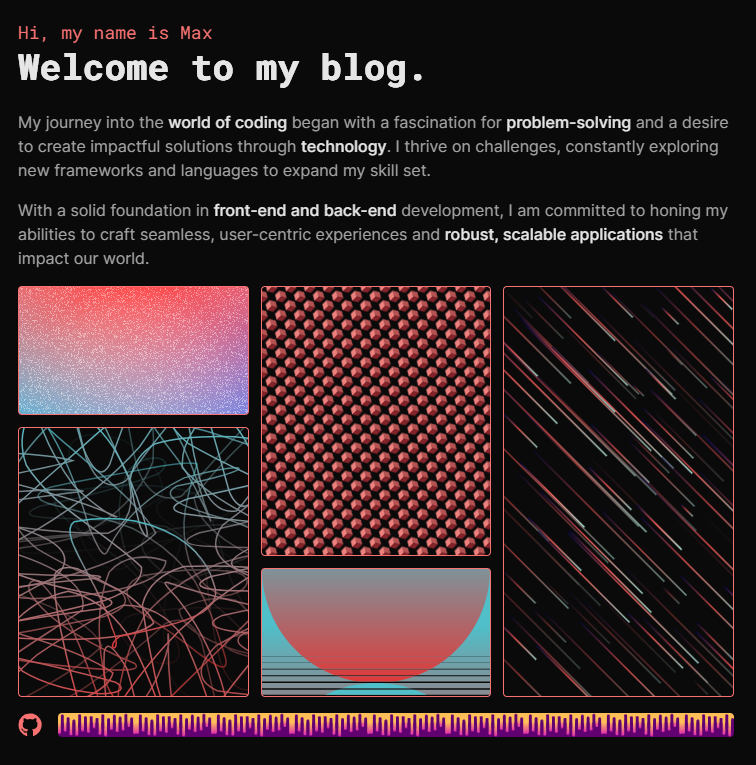 Hi, my name is Max
Welcome to my blog.
My journey into the world of coding began with a fascination for problem-solving and a desire
to create impactful solutions through technology. I thrive on challenges, constantly exploring
new frameworks and languages to expand my skill set.
With a solid foundation in front-end and back-end development, I am committed to honing my
abilities to craft seamless, user-centric experiences and robust, scalable applications that
impact our world.